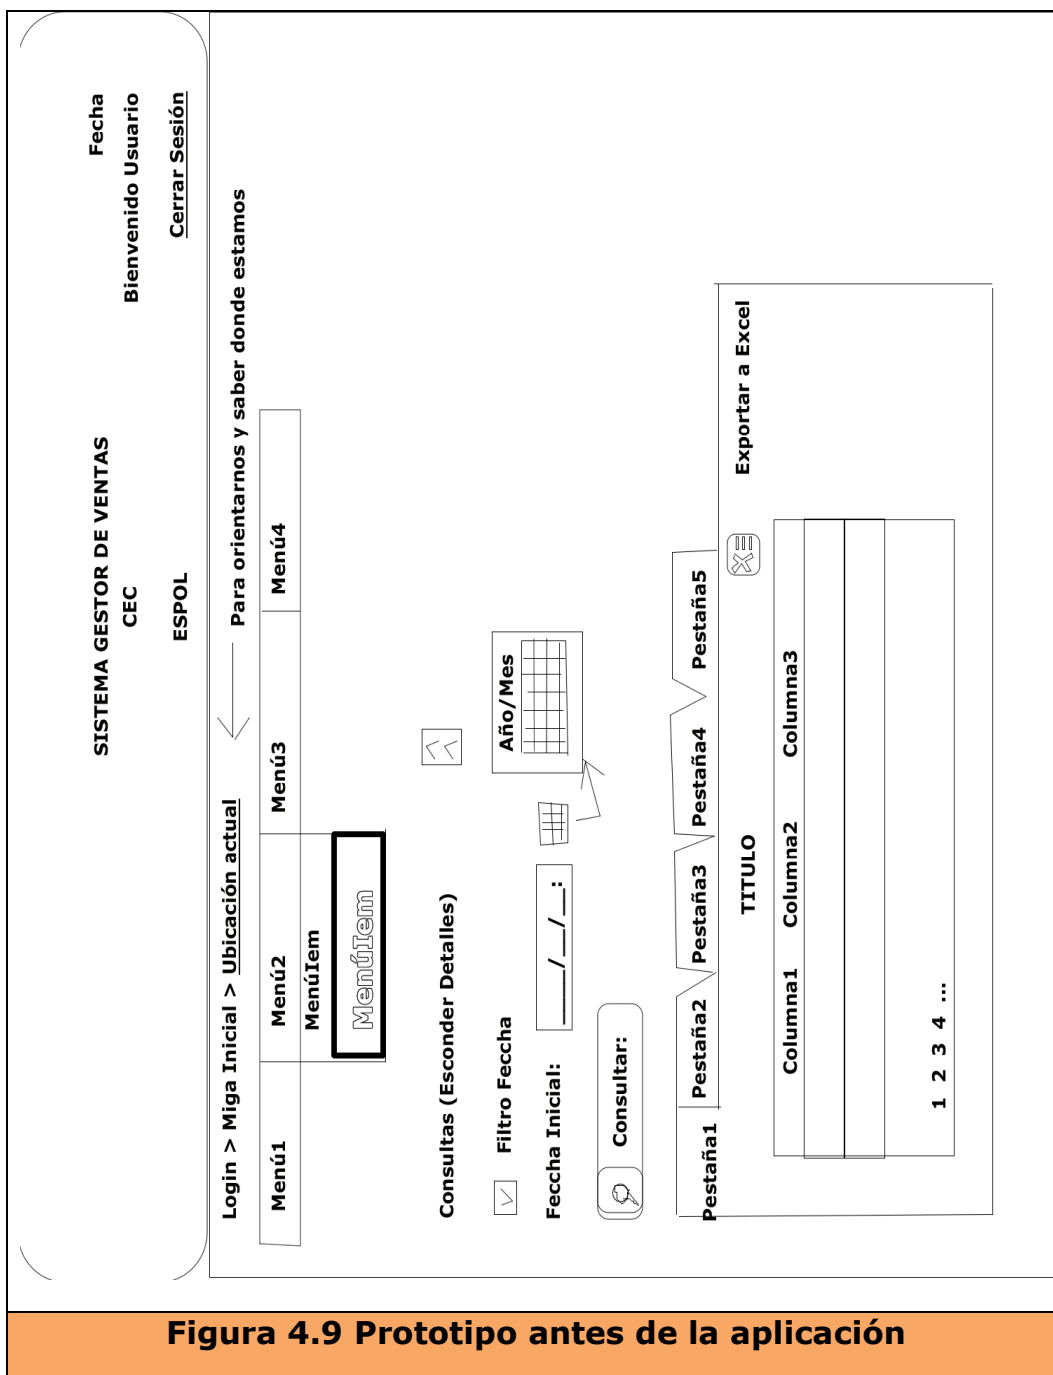 SISTEMA GESTOR DE VENTAS
Fecha
CEC
Bienvenido Usuario
ESPOL
Cerrar Sesión
Login > Miga Inicial > Ubicación actual
Para orientarnos y saber donde estamos
Menú1
Menú2
Menú3
Menú4
MenúIem
MenúIem
Consultas (Esconder Detalles)
Filtro Feccha
Año/Mes
Feccha Inicial:
____/__/__:
Consultar:
Pestaña1
Pestaña2
Pestaña3
Pestaña4
Pestaña5
TITULO
X
Exportar a Excel
Columna1
Columna2
Columna3
1 2 3 4 ...
Figura 4.9 Prototipo antes de la aplicación